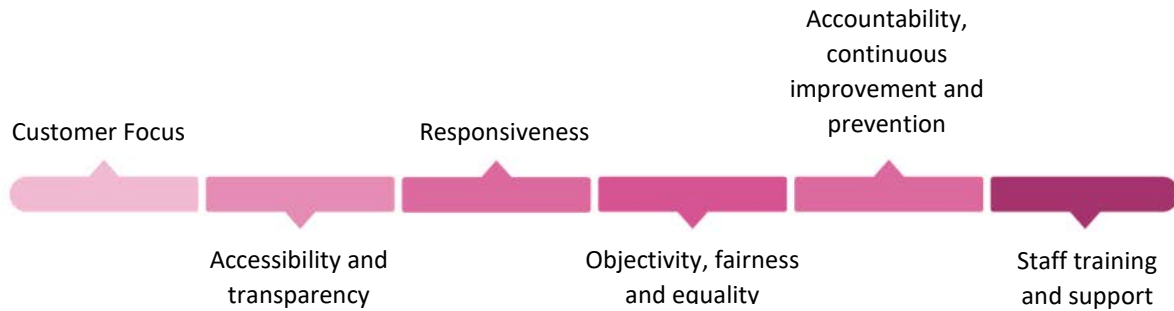 Customer Focus
Accessibility and
transparency
Responsiveness
Objectivity, fairness
and equality
Accountability,
continuous
improvement and
prevention
Staff training
and support